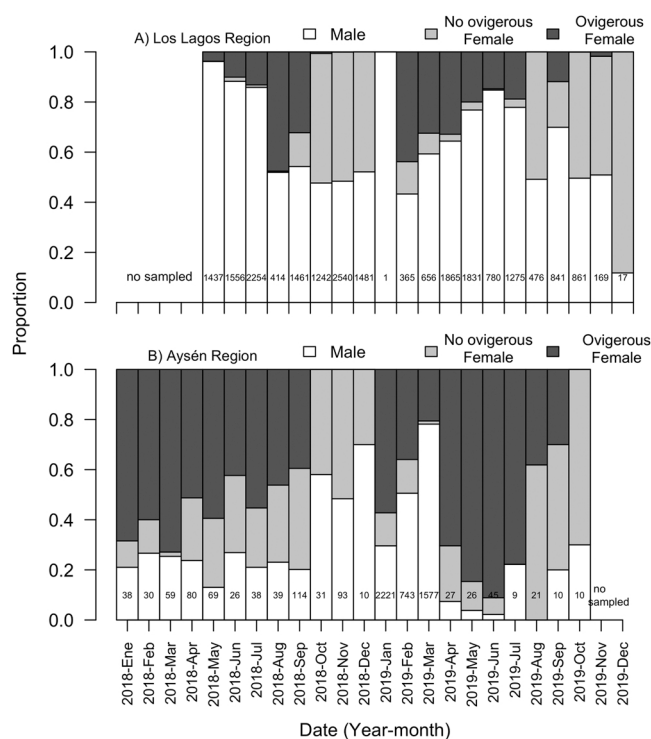 A) Los Lagos Region
Male
No ovigerous
Female
Ovigerous
Female
1.0
0.8
0.6
0.4
0.2
0.0
no sampled
1437 1556 2254 414 1461 1242 2540 1481 1 365 656 1865 1831 780 1275 476 841 861 169 17
Proportion
B) Aysén Region
Male
No ovigerous
Female
Ovigerous
Female
1.0
0.8
0.6
0.4
0.2
0.0
38 30 59 80 69 26 38 39 114 31 93 10 2221 743 1577 27 26 45 9 21 10 10
no
sampled
2018-Ene
2018-Feb
2018-Mar
2018-Apr
2018-May
2018-Jun
2018-Jul
2018-Aug
2018-Sep
2018-Oct
2018-Nov
2018-Dec
2019-Jan
2019-Feb
2019-Mar
2019-Apr
2019-May
2019-Jun
2019-Jul
2019-Aug
2019-Sep
2019-Oct
2019-Nov
2019-Dec
Date (Year-month)